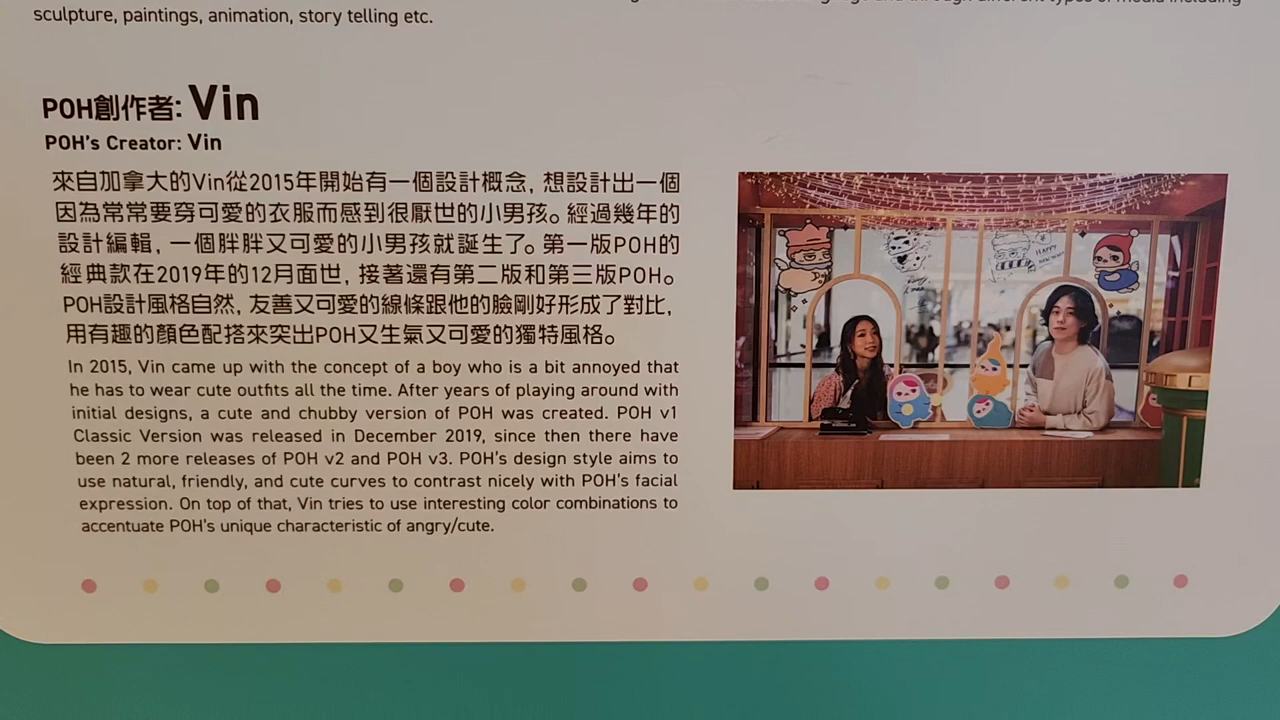 sculpture, paintings, animation, story telling etc.
POH創作者: Vin
POH's Creator: Vin
來自加拿大的Vin從2015年開始有一個設計概念, 想設計出一個
因為常常要穿可愛的衣服而感到很厭世的小男孩。經過幾年的
設計編輯, 一個胖胖又可愛的小男孩就誕生了。第一版POH的
經典款在2019年的12月面世, 接著還有第二版和第三版POH。
POH設計風格自然, 友善又可愛的線條跟他的臉剛好形成了對比,
用有趣的顏色配搭來突出POH又生氣又可愛的獨特風格。
In 2015, Vin came up with the concept of a boy who is a bit annoyed that
he has to wear cute outfits all the time. After years of playing around with
initial designs, a cute and chubby version of POH was created. POH v1
Classic Version was released in December 2019, since then there have
been 2 more releases of POH v2 and POH v3. POH's design style aims to
use natural, friendly, and cute curves to contrast nicely with POH's facial
expression. On top of that, Vin tries to use interesting color combinations to
accentuate POH's unique characteristic of angry/cute.
HAPPY